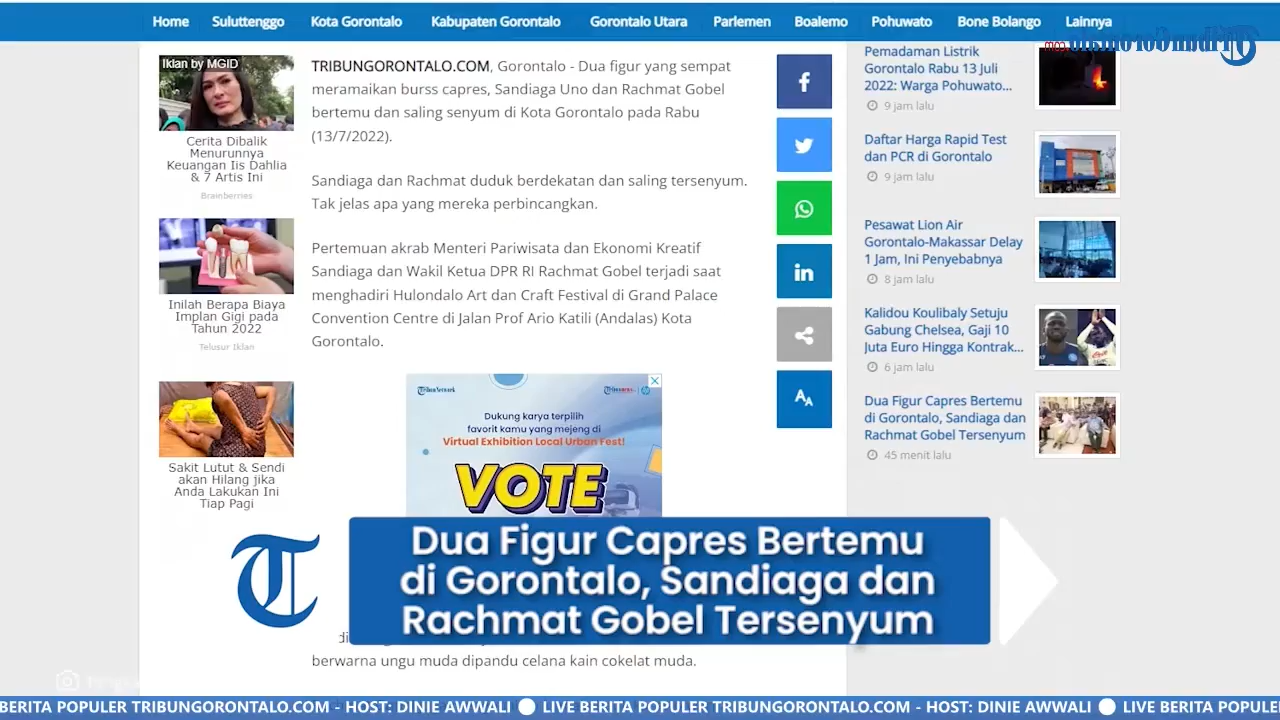 Home Suluttenggo Kota Gorontalo Kabupaten Gorontalo Gorontalo Utara Parlemen Boalemo Pohuwato Bone Bolango Lainnya
Iklan by MGID
Cerita Dibalik
Menurunnya
Keuangan Iis Dahlia
& 7 Artis Ini
Brainberries
Inilah Berapa Biaya
Implan Gigi pada
Tahun 2022
Telusur Iklan
Sakit Lutut & Sendi
akan Hilang jika
Anda Lakukan Ini
Tiap Pagi
TRIBUNGORONTALO.COM, Gorontalo - Dua figur yang sempat
meramaikan burss capres, Sandiaga Uno dan Rachmat Gobel
bertemu dan saling senyum di Kota Gorontalo pada Rabu
(13/7/2022).
Sandiaga dan Rachmat duduk berdekatan dan saling tersenyum.
Tak jelas apa yang mereka perbincangkan.
Pertemuan akrab Menteri Pariwisata dan Ekonomi Kreatif
Sandiaga dan Wakil Ketua DPR RI Rachmat Gobel terjadi saat
menghadiri Hulondalo Art dan Craft Festival di Grand Palace
Convention Centre di Jalan Prof Ario Katili (Andalas) Kota
Gorontalo.
Dukung karya terpilih
favorit kamu yang mejeng di
Virtual Exhibition Local Urban Fest!
VOTE
berwarna ungu muda dipandu celana kain cokelat muda.
Pemadaman Listrik
Gorontalo Rabu 13 Juli
2022: Warga Pohuwato...
9 jam lalu
Daftar Harga Rapid Test
dan PCR di Gorontalo
9 jam lalu
Pesawat Lion Air
Gorontalo-Makassar Delay
1 Jam, Ini Penyebabnya
8 jam lalu
Kalidou Koulibaly Setuju
Gabung Chelsea, Gaji 10
Juta Euro Hingga Kontrak...
6 jam lalu
Dua Figur Capres Bertemu
di Gorontalo, Sandiaga dan
Rachmat Gobel Tersenyum
45 menit lalu
Dua Figur Capres Bertemu
di Gorontalo, Sandiaga dan
Rachmat Gobel Tersenyum
BERITA POPULER TRIBUNGORONTALO.COM - HOST: DINIE AWWALI LIVE BERITA POPULER TRIBUNGORONTALO.COM - HOST: DINIE AWWALI LIVE BERITA POPULE